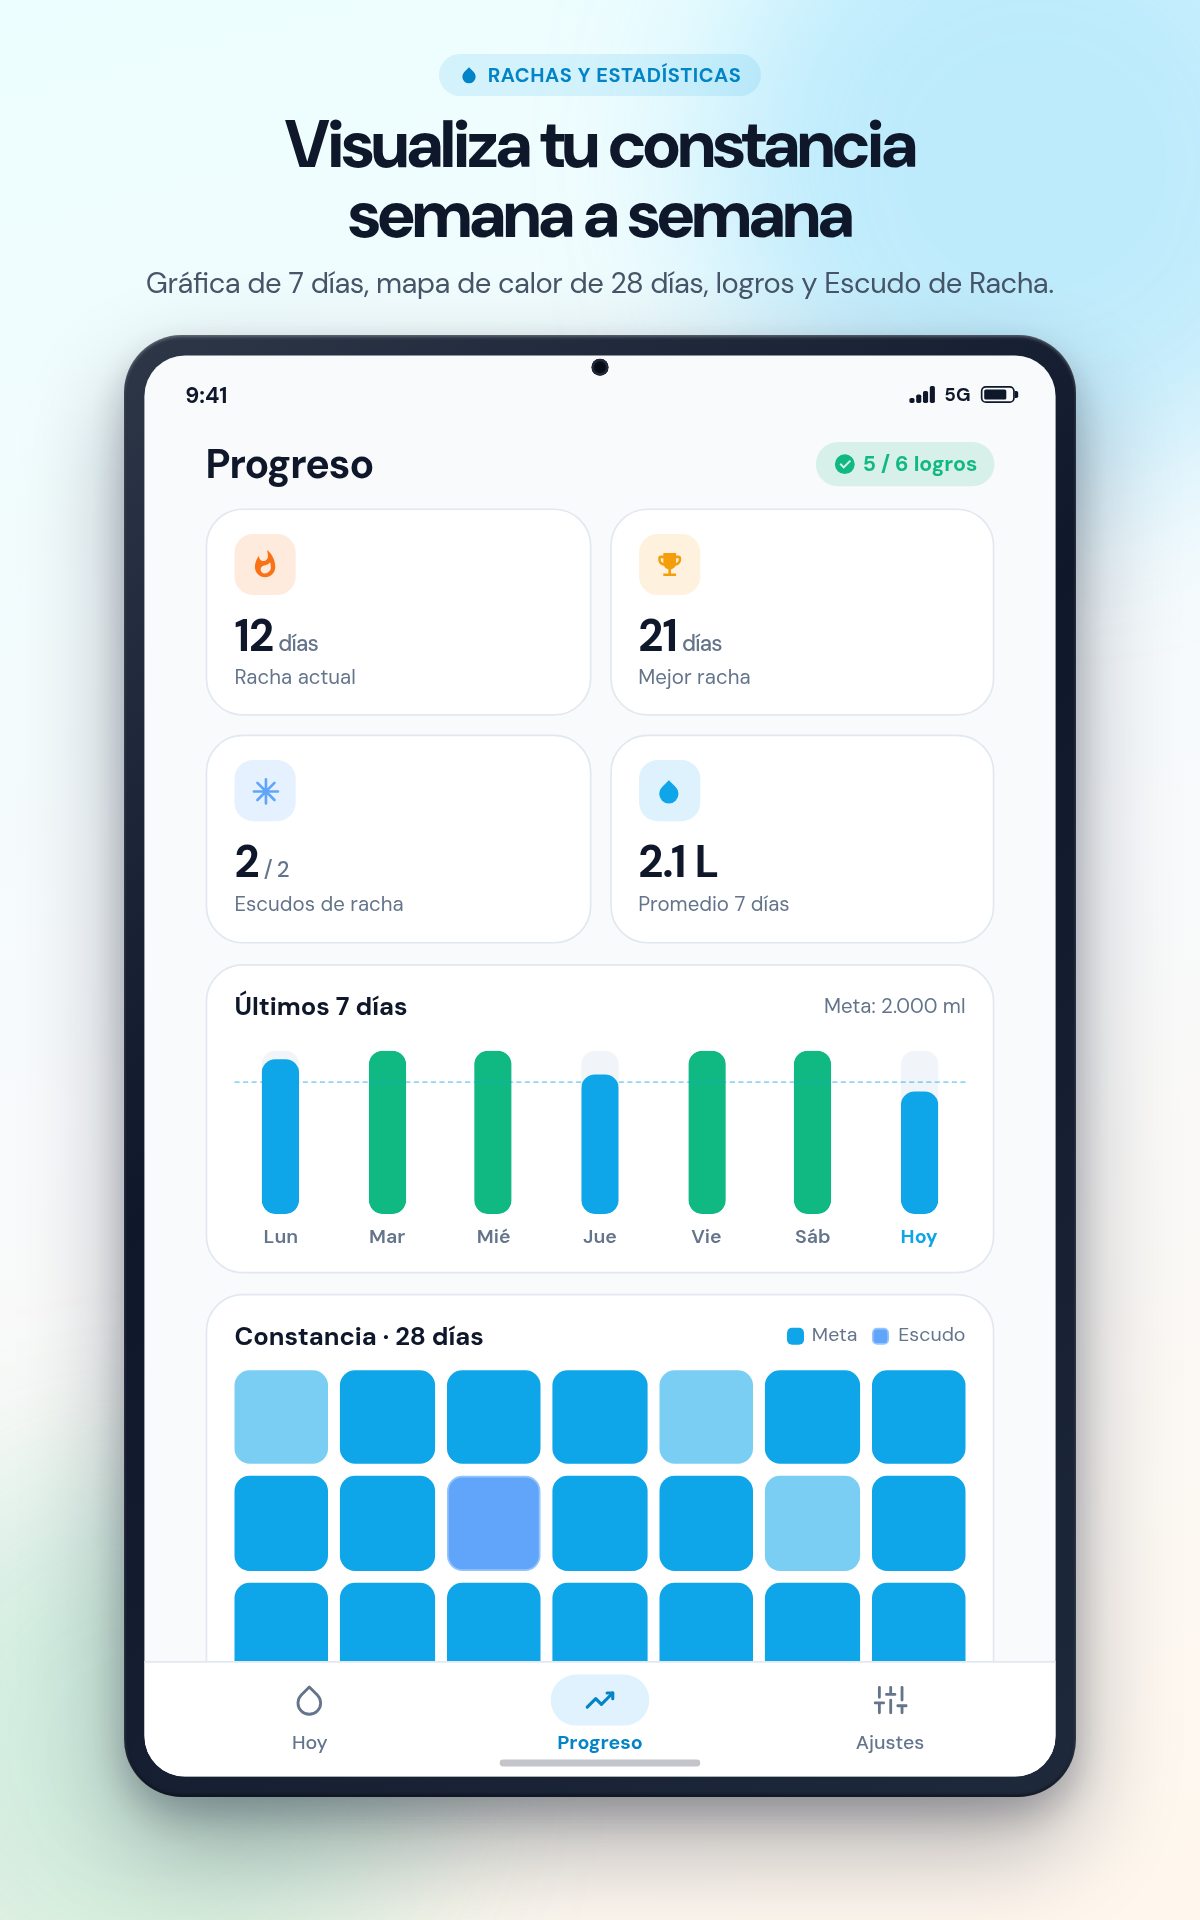 RACHAS Y ESTADÍSTICAS
Visualiza tu constancia
semana a semana
Gráfica de 7 días, mapa de calor de 28 días, logros y Escudo de Racha.
9:41
5G
Progreso
5 / 6 logros
12 días
Racha actual
21 días
Mejor racha
2 / 2
Escudos de racha
2.1 L
Promedio 7 días
Últimos 7 días
Meta: 2.000 ml
Lun Mar Mié Jue Vie Sáb Hoy
Constancia · 28 días
Meta Escudo
Hoy Progreso Ajustes